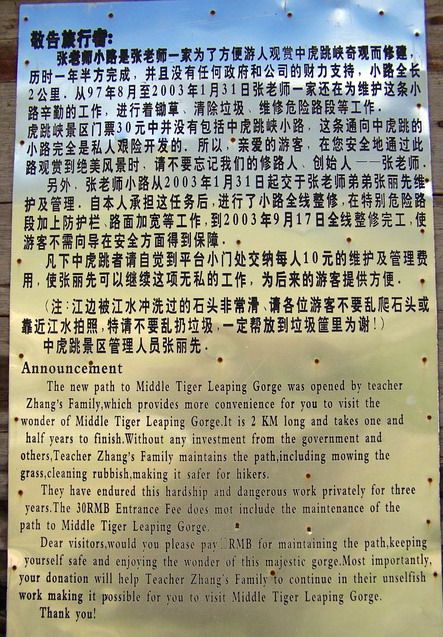 敬告旅行者:
张老师小路是张老师一家为了方便游人观赏中虎跳峡奇观而修建.
历时一年半方完成，并且没有任何政府和公司的财力支持，小路全长
2公里．从97年8月至2003年1月31日张老师一家还在为维护这条小
路辛勤的工作，进行着锄草、清除垃圾、维修危险路段等工作．
虎跳峡景区门票30元中并没有包括中虎跳峡小路，这条通向中虎跳的
小路完全是私人艰险开发的．所以，亲爱的游客，在您安全地通过此
路观赏到绝美风景时，请不要忘记我们的修路人、创始人——张老师．
另外，张老师小路从2003年1月31日起交于张老师弟弟张丽先维
护及管理．自本人承担这任务后，进行了小路全线整修，在特别危险路
段加上防护栏、路面加宽等工作，到2003年9月17日全线整修完工，使
游客不需向导在安全方面得到保障．
凡下中虎跳者请自觉到平台小门处交纳每人10元的维护及管理费
用，使张丽先可以继续这项无私的工作，为后来的游客提供方便．
（注：江边被江水冲洗过的石头非常滑、请各位游客不要乱爬石头或
靠近江水拍照，特请不要乱扔垃圾，一定帮放到垃圾筐里为谢！）
中虎跳景区管理人员张丽先．
Announcement
The new path to Middle Tiger Leaping Gorge was opened by teacher
Zhang's Family,which provides more convenience for you to visit the
wonder of Middle Tiger Leaping Gorge.It is 2 KM long and takes one and
half years to finish.Without any investment from the government and
others,Teacher Zhang's Family maintains the path,including mowing the
grass,cleaning rubbish,making it safer for hikers.
They have endured this hardship and dangerous work privately for three
years.The 30RMB Entrance Fee does mot include the maintenance of the
path to Middle Tiger Leaping Gorge.
Dear visitors,would you please pay RMB for maintaining the path,keeping
yourself safe and enjoying the wonder of this majestic gorge.Most importantly,
your donation will help Teacher Zhang's Family to continue in their unselfish
work making it possible for you to visit Middle Tiger Leaping Gorge.
Thank you!